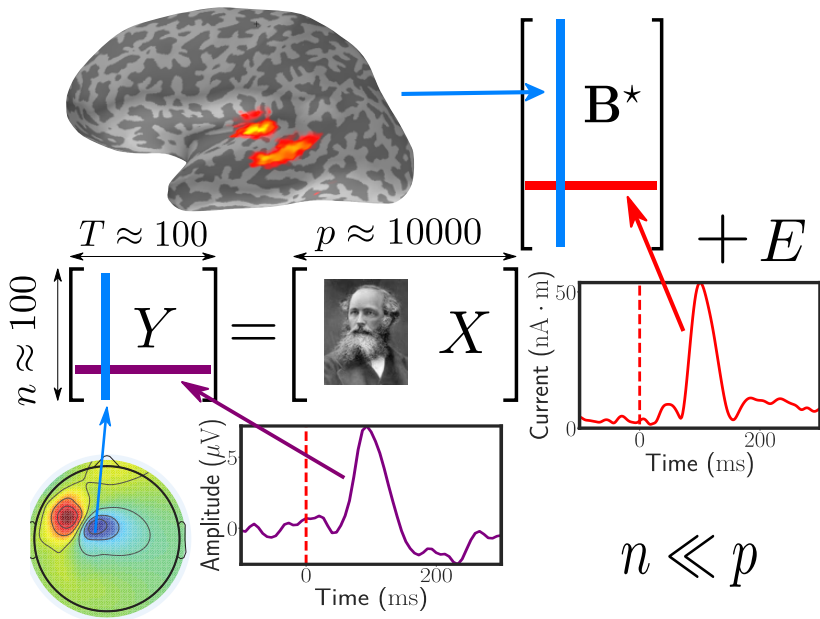 B⋆
+ E
T ≈ 100
p ≈ 10000
n ≈ 100
Y
=
X
Current (nA · m)
50
0
0
200
Time (ms)
Amplitude (μV)
5
0
0
200
Time (ms)
n ≪ p